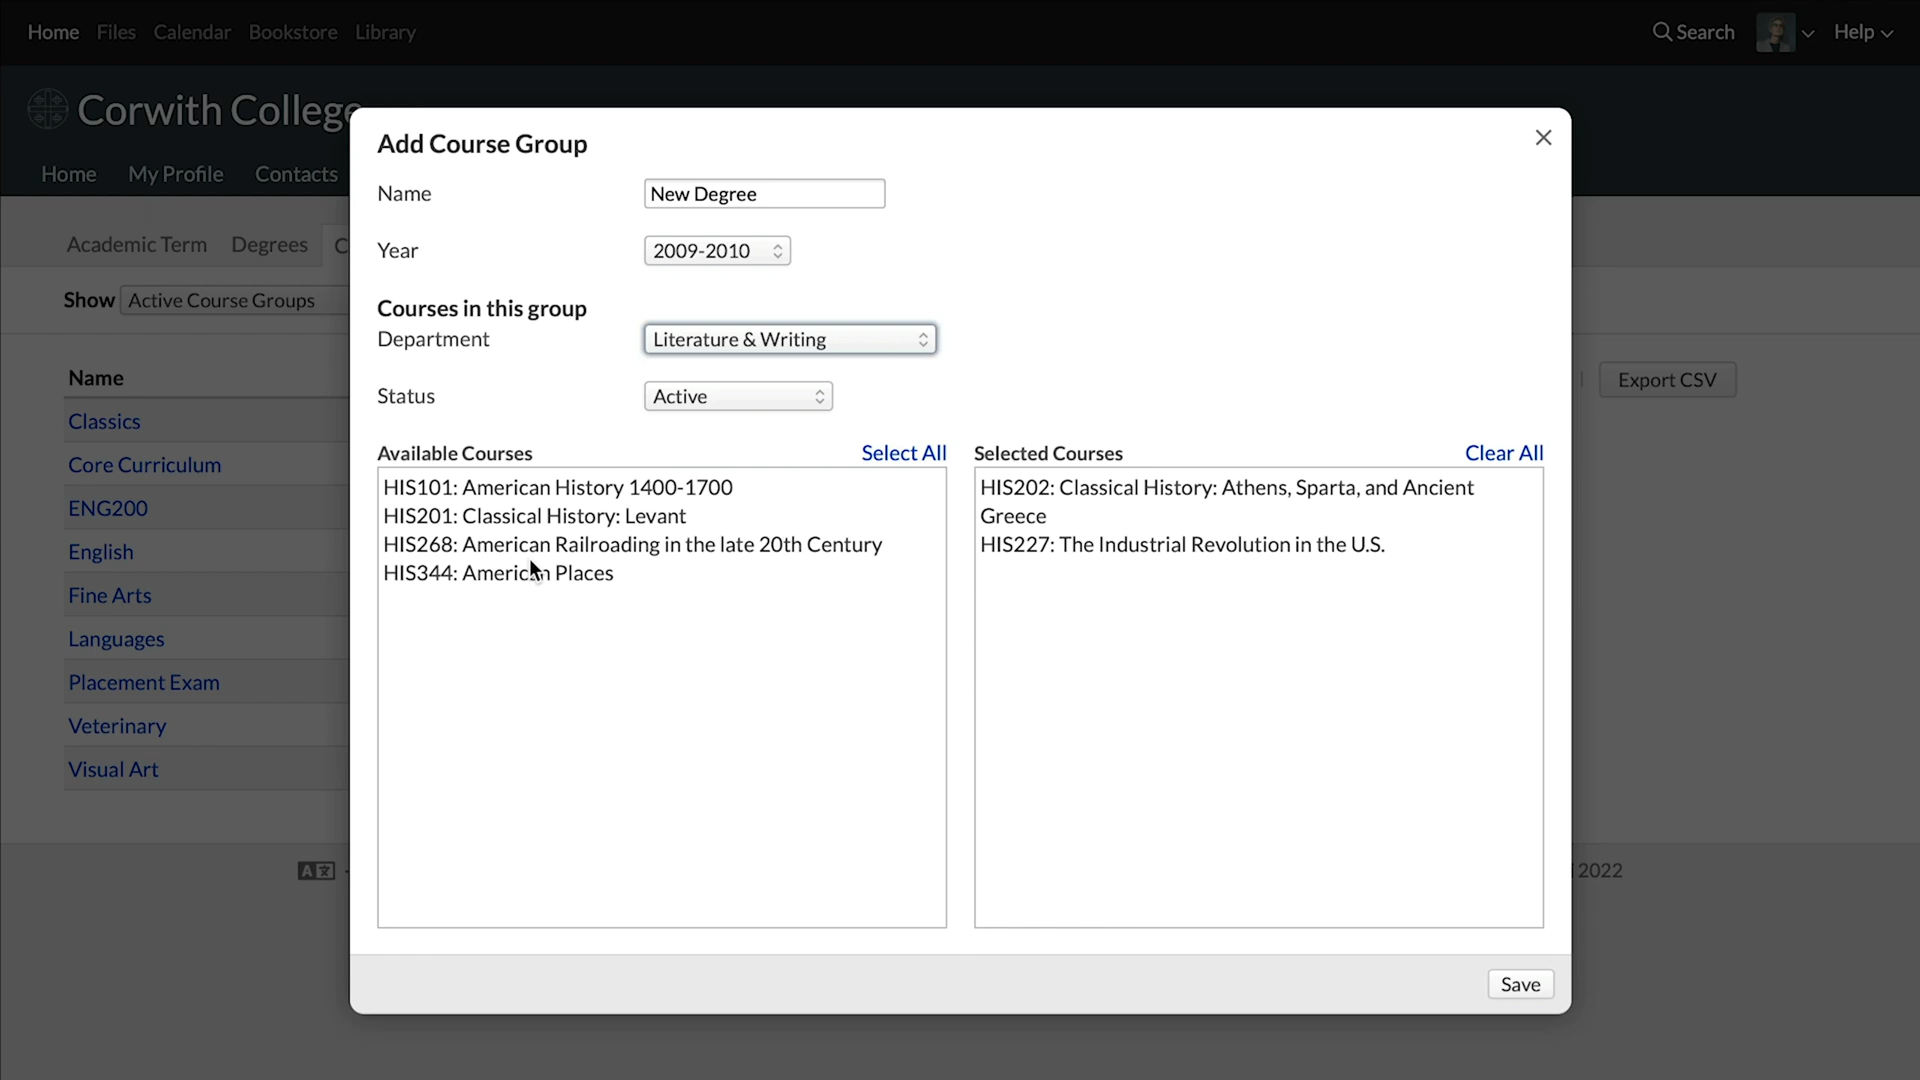 Home Files Calendar Bookstore Library
Search Help
Corwith College
Home My Profile Contacts
Academic Term Degrees C
Show Active Course Groups
Name
Classics
Core Curriculum
ENG200
English
Fine Arts
Languages
Placement Exam
Veterinary
Visual Art
Export CSV
2022
Add Course Group
Name New Degree
Year 2009-2010
Courses in this group
Department Literature & Writing
Status Active
Available Courses Select All
HIS101: American History 1400-1700
HIS201: Classical History: Levant
HIS268: American Railroading in the late 20th Century
HIS344: American Places
Selected Courses Clear All
HIS202: Classical History: Athens, Sparta, and Ancient
Greece
HIS227: The Industrial Revolution in the U.S.
Save